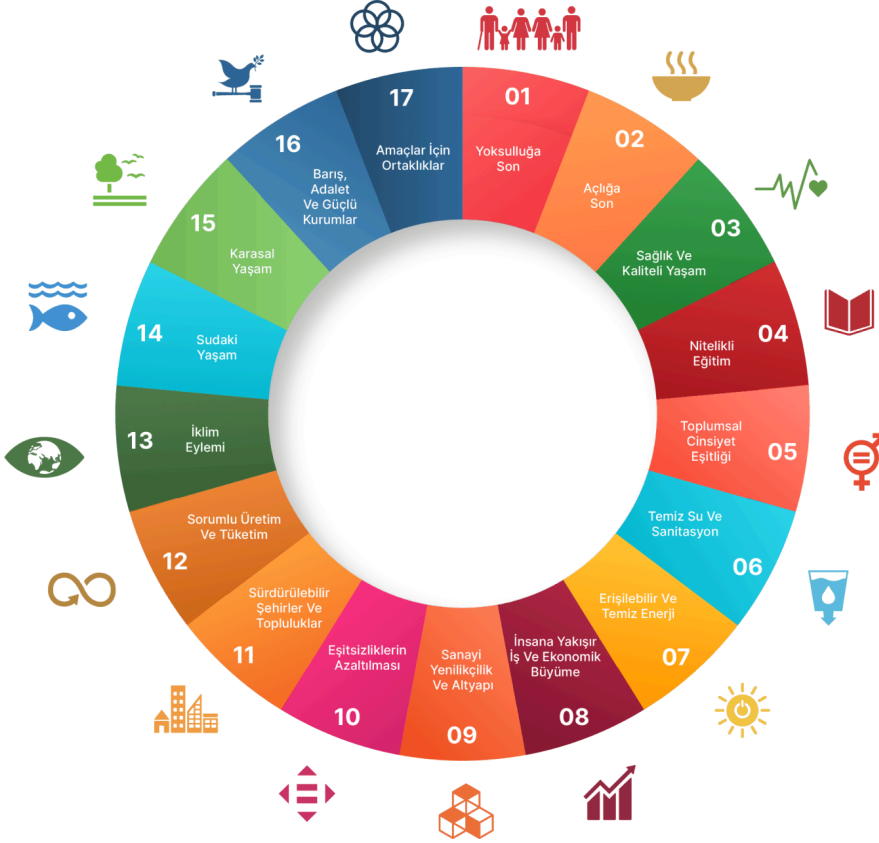 01
Yoksulluğa
Son
02
Açlığa
Son
03
Sağlık Ve
Kaliteli Yaşam
04
Nitelikli
Eğitim
05
Toplumsal
Cinsiyet
Eşitliği
06
Temiz Su Ve
Sanitasyon
07
Erişilebilir Ve
Temiz Enerji
08
İnsana Yakışır
İş Ve Ekonomik
Büyüme
09
Sanayi
Yenilikçilik
Ve Altyapı
10
Eşitsizliklerin
Azaltılması
11
Sürdürülebilir
Şehirler Ve
Topluluklar
12
Sorumlu Üretim
Ve Tüketim
13
İklim
Eylemi
14
Sudaki
Yaşam
15
Karasal
Yaşam
16
Barış,
Adalet
Ve Güçlü
Kurumlar
17
Amaçlar İçin
Ortaklıklar